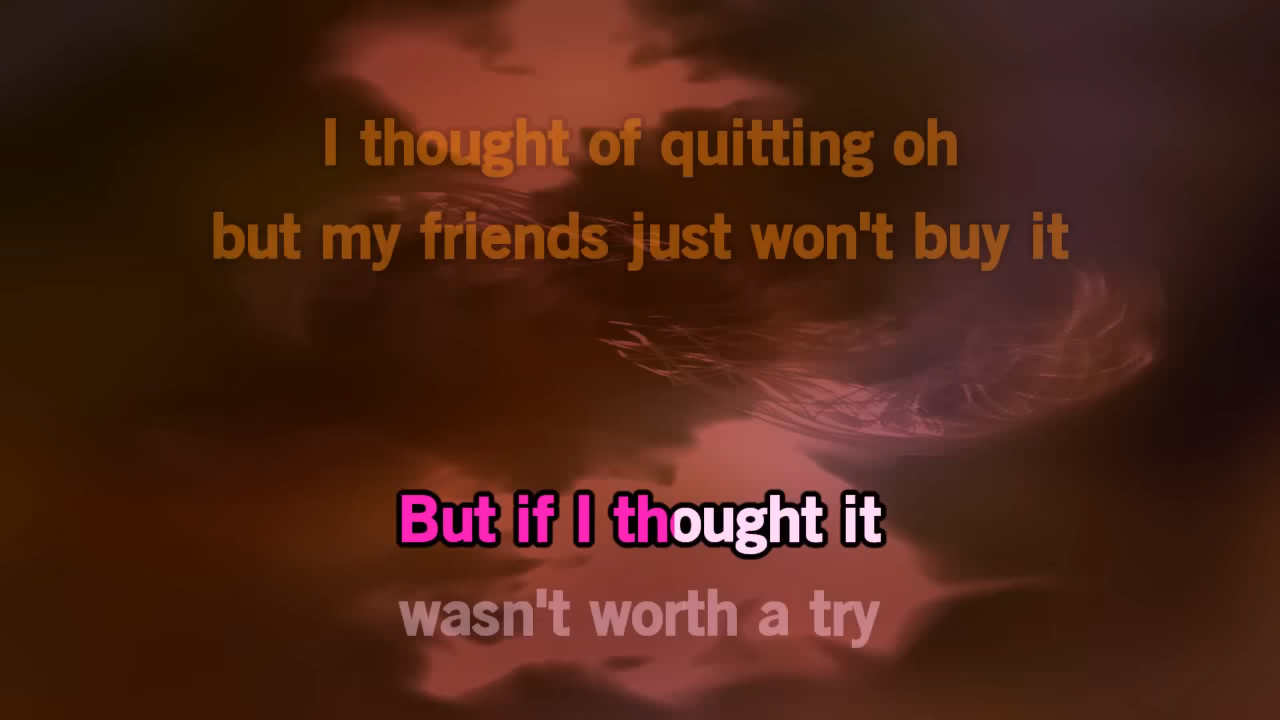 I thought of quitting oh
but my friends just won't buy it
But if I thought it
wasn't worth a try